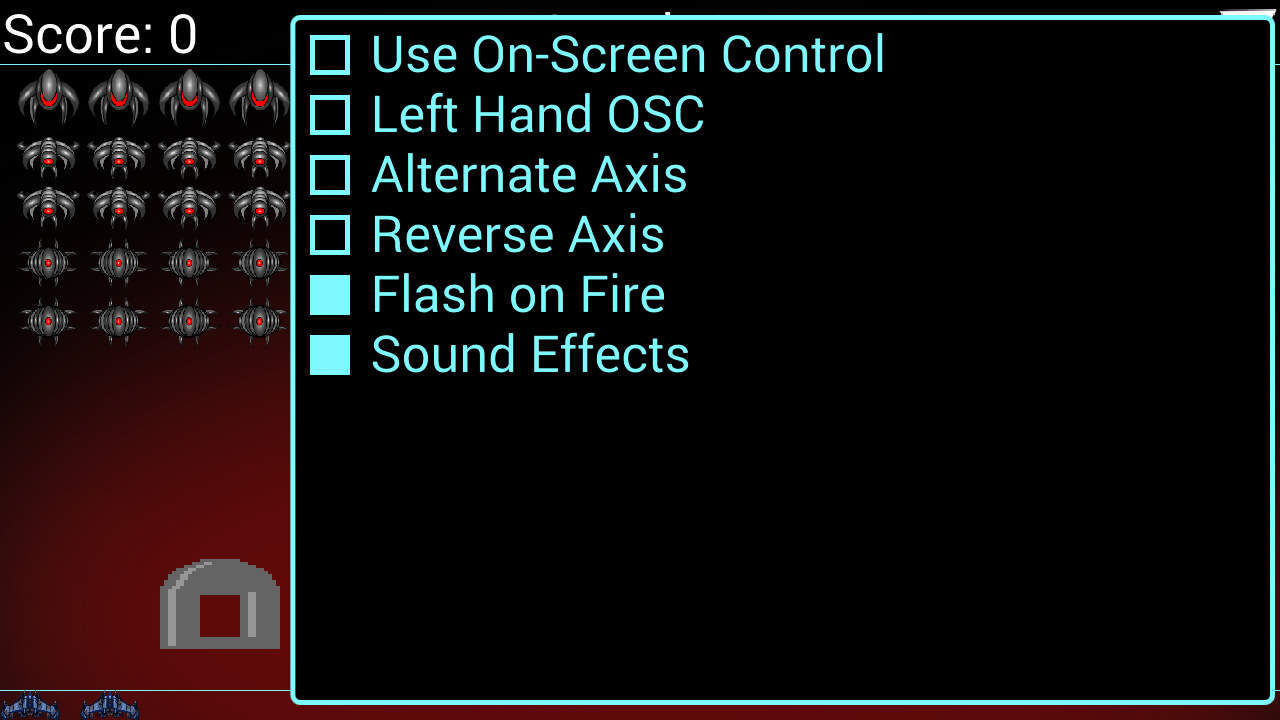 Score: 0
Use On-Screen Control
Left Hand OSC
Alternate Axis
Reverse Axis
Flash on Fire
Sound Effects